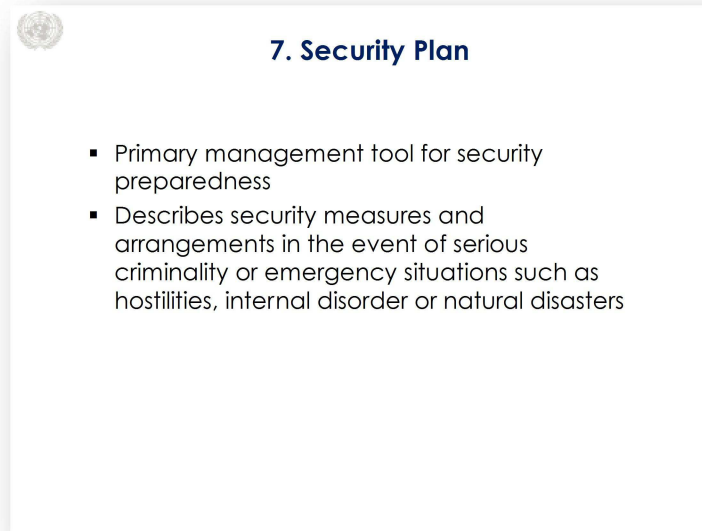 7. Security Plan
▪ Primary management tool for security
preparedness
▪ Describes security measures and
arrangements in the event of serious
criminality or emergency situations such as
hostilities, internal disorder or natural disasters